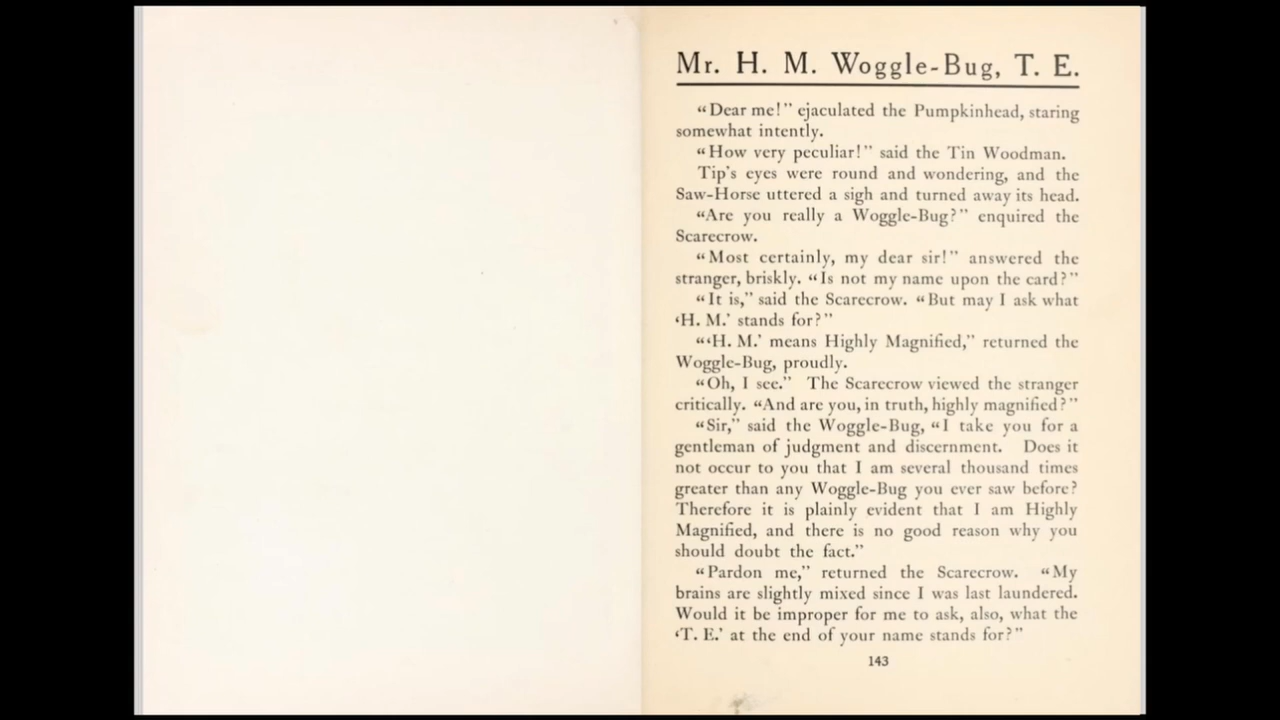 Mr. H. M. Woggle-Bug, T. E.
“Dear me!” ejaculated the Pumpkinhead, staring
somewhat intently.
“How very peculiar!” said the Tin Woodman.
Tip’s eyes were round and wondering, and the
Saw-Horse uttered a sigh and turned away its head.
“Are you really a Woggle-Bug?” enquired the
Scarecrow.
“Most certainly, my dear sir!” answered the
stranger, briskly. “Is not my name upon the card?”
“It is,” said the Scarecrow. “But may I ask what
‘H. M.’ stands for?”
“‘H. M.’ means Highly Magnified,” returned the
Woggle-Bug, proudly.
“Oh, I see.” The Scarecrow viewed the stranger
critically. “And are you, in truth, highly magnified?”
“Sir,” said the Woggle-Bug, “I take you for a
gentleman of judgment and discernment. Does it
not occur to you that I am several thousand times
greater than any Woggle-Bug you ever saw before?
Therefore it is plainly evident that I am Highly
Magnified, and there is no good reason why you
should doubt the fact.”
“Pardon me,” returned the Scarecrow. “My
brains are slightly mixed since I was last laundered.
Would it be improper for me to ask, also, what the
‘T. E.’ at the end of your name stands for?”
143